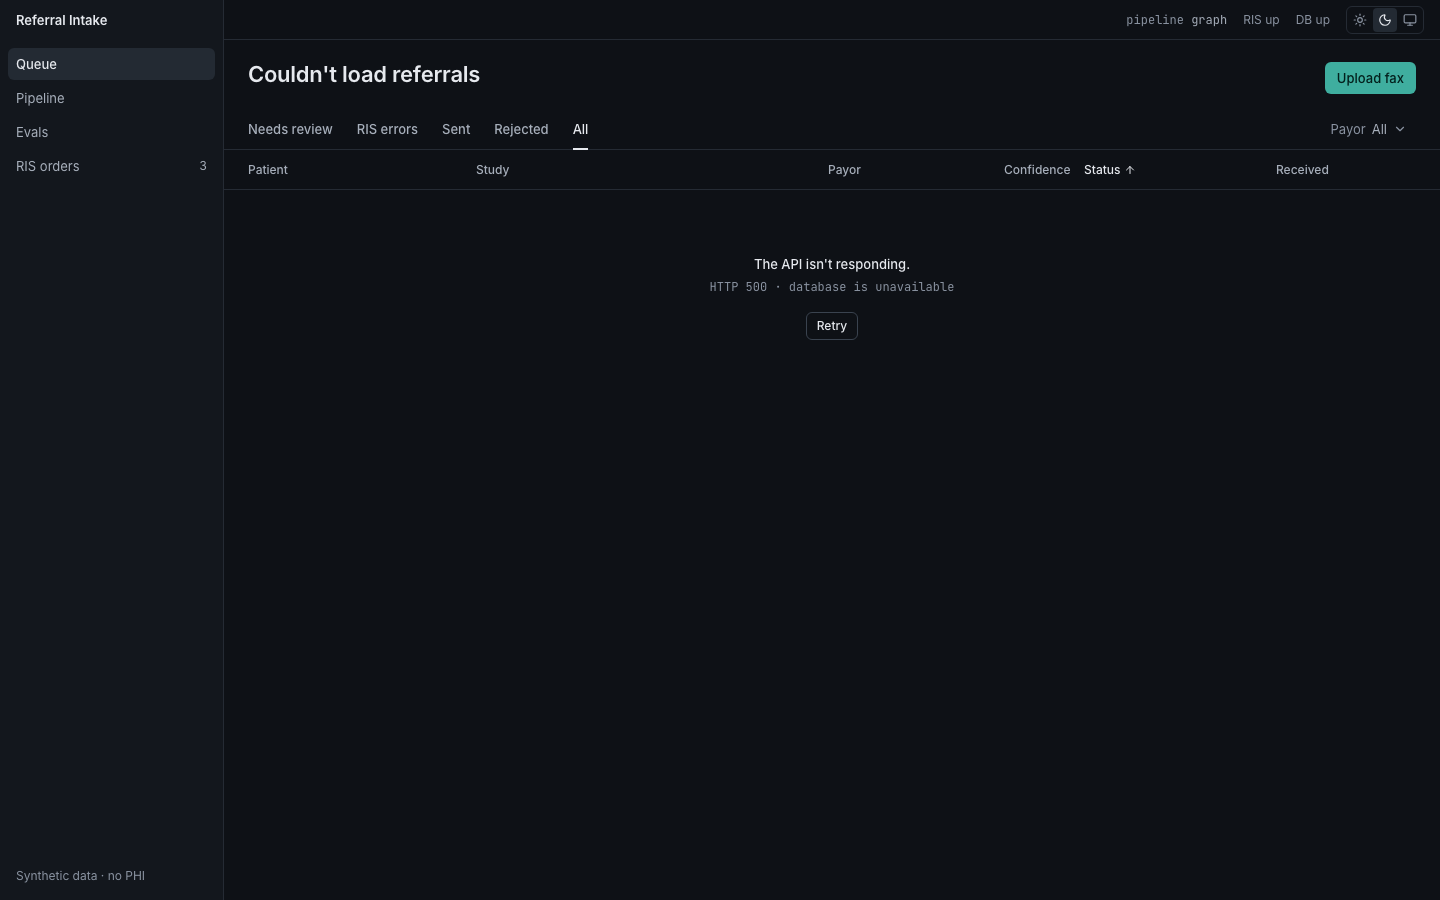 Referral Intake
pipeline graph RIS up DB up
Queue
Pipeline
Evals
RIS orders 3
Couldn't load referrals
Upload fax
Needs review RIS errors Sent Rejected All
Payor All
Patient Study Payor Confidence Status ↑ Received
The API isn't responding.
HTTP 500 · database is unavailable
Retry
Synthetic data · no PHI